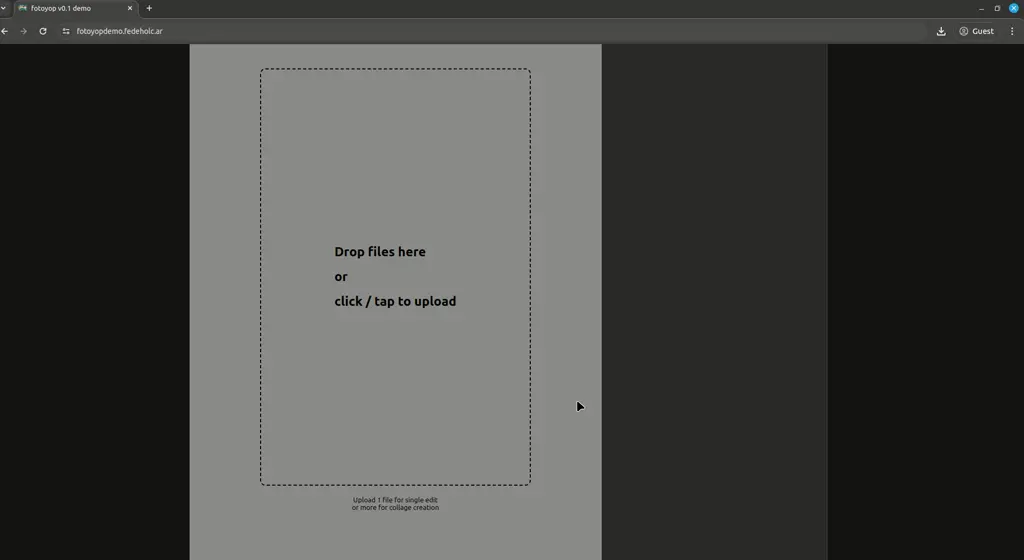 fotoyop v0.1 demo
fotoyopdemo.fedeholc.ar
Guest
Drop files here
or
click / tap to upload
Upload 1 file for single edit
or more for collage creation